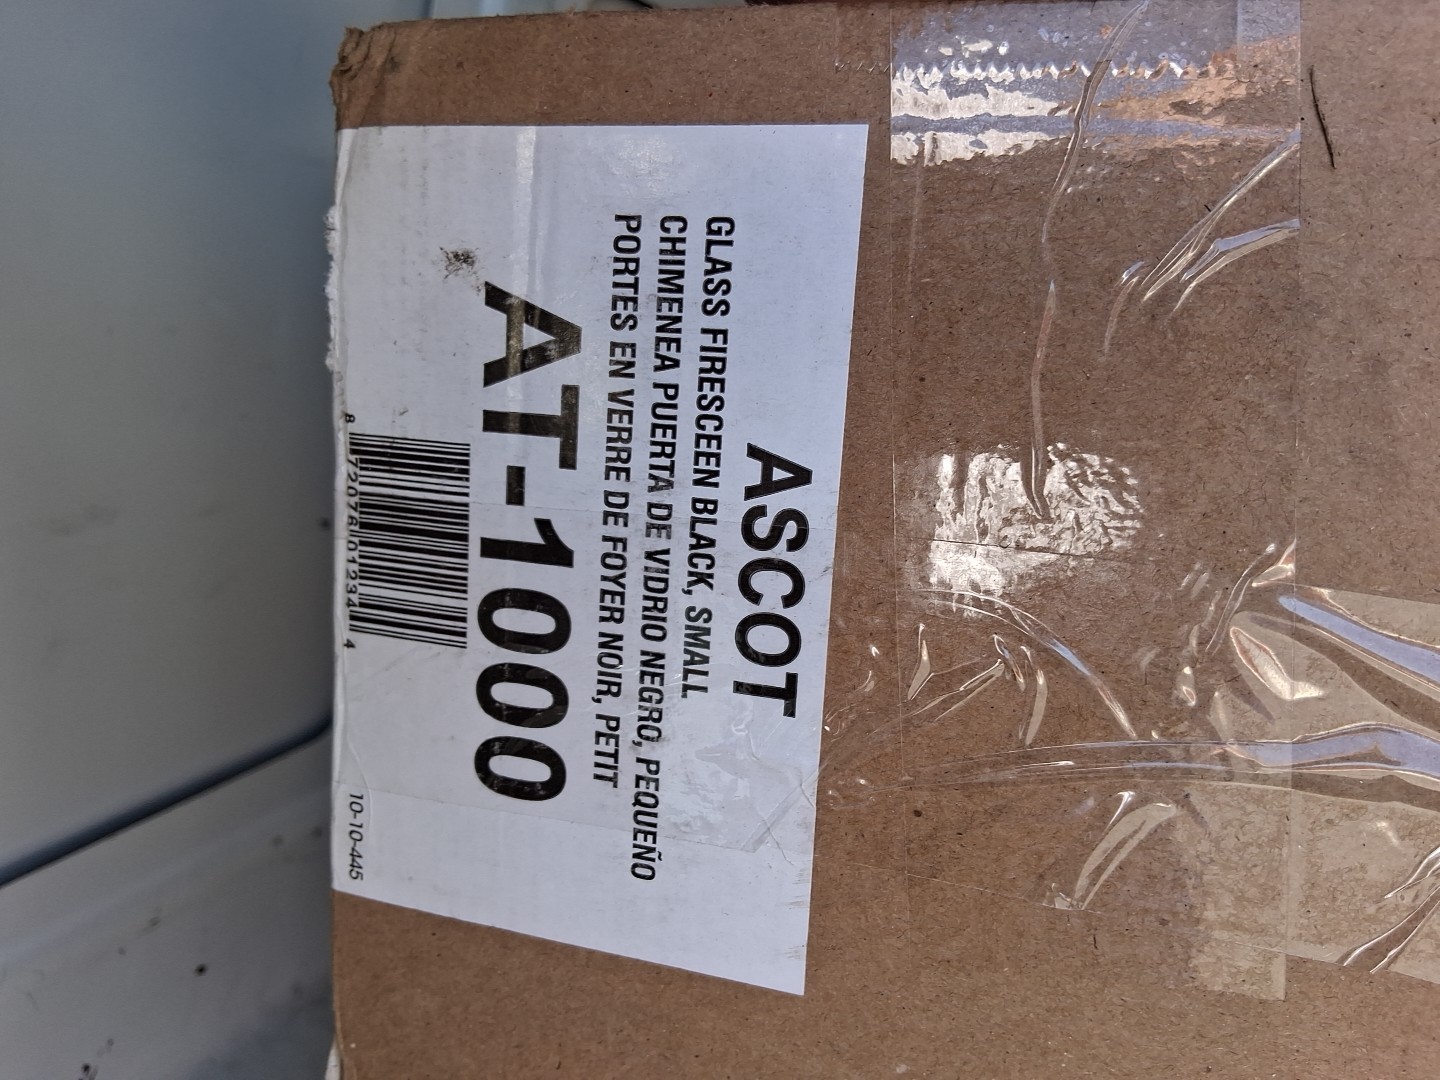 ASCOT
GLASS FIRESCEEN BLACK, SMALL
CHIMENEA PUERTA DE VIDRIO NEGRO, PEQUEÑO
PORTES EN VERRE DE FOYER NOIR, PETIT
AT-1000
8 72076 01234 4
10-10-445